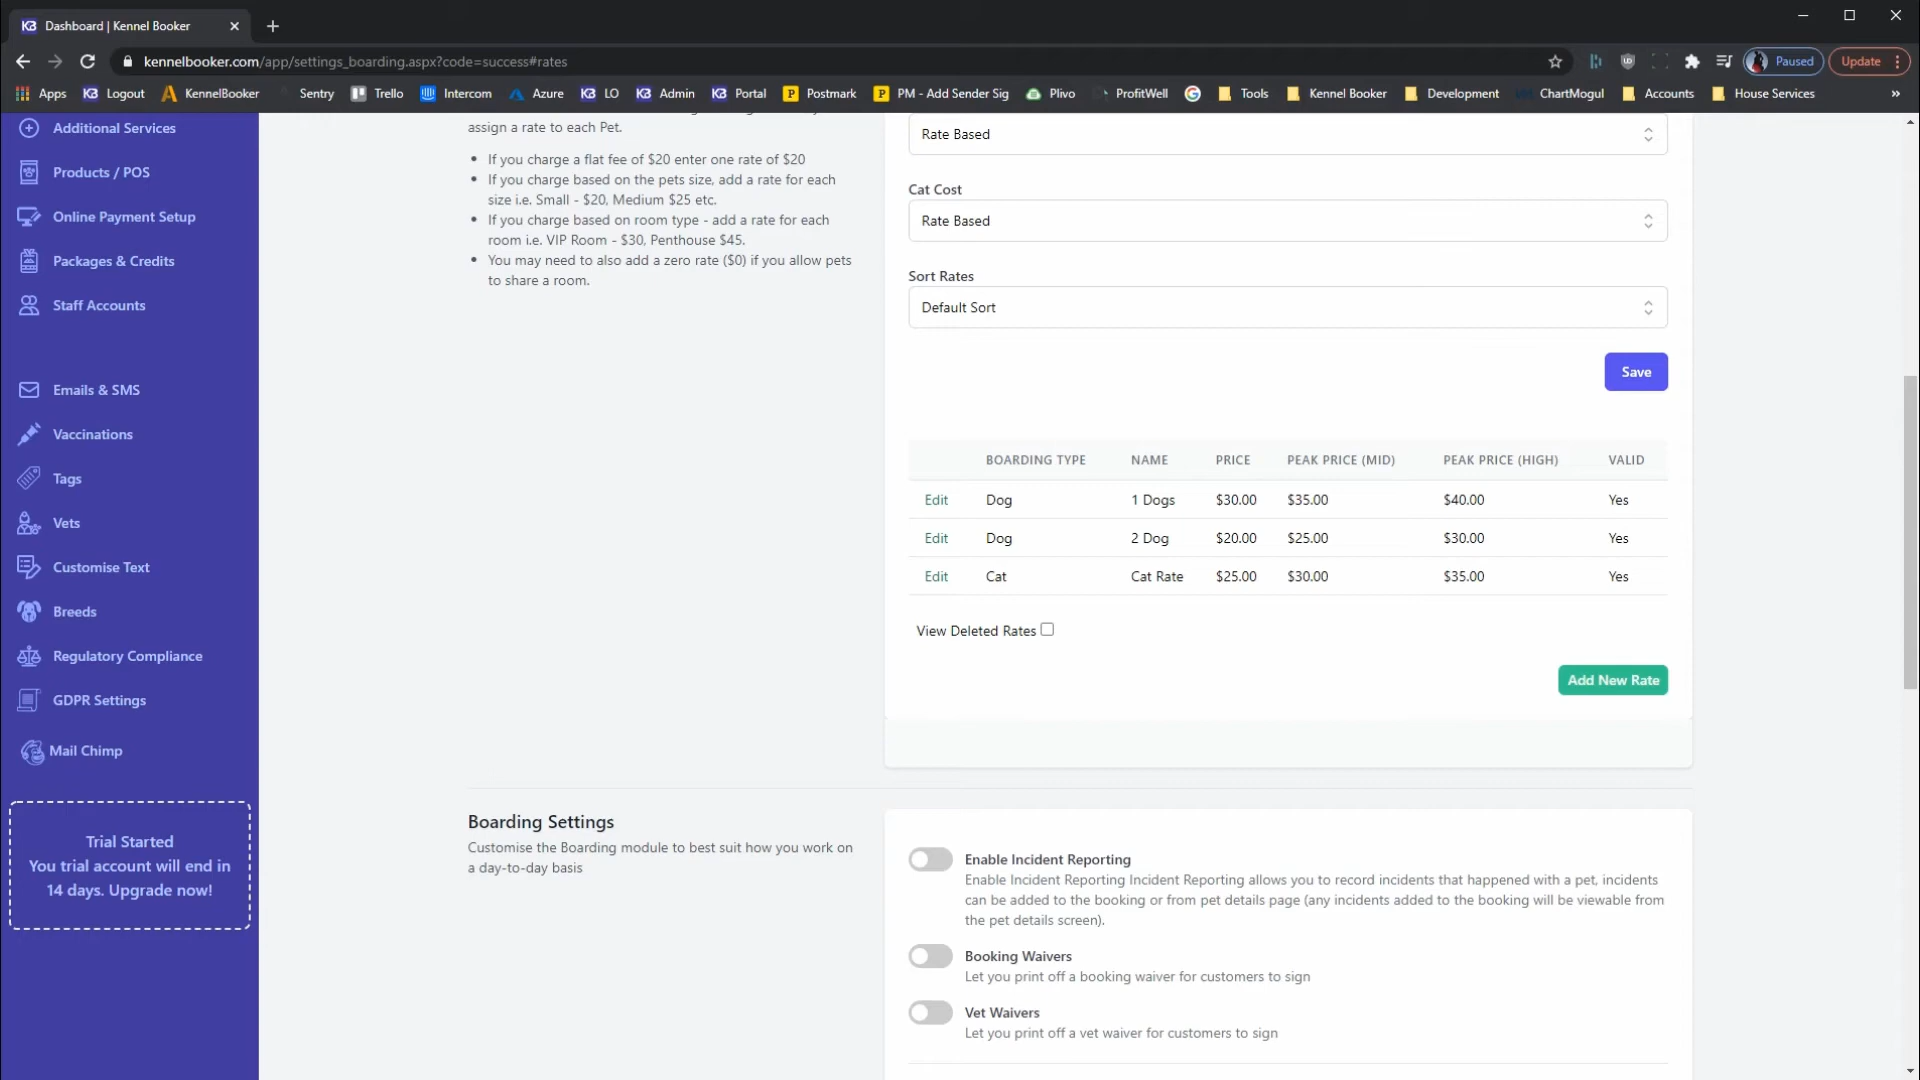 Dashboard | Kennel Booker
kennelbooker.com/app/settings_boarding.aspx?code=success#rates
Paused
Update
Apps
Logout
KennelBooker
Sentry
Trello
Intercom
Azure
LO
Admin
Portal
Postmark
PM - Add Sender Sig
Plivo
ProfitWell
Tools
Kennel Booker
Development
ChartMogul
Accounts
House Services
»
Additional Services
Products / POS
Online Payment Setup
Packages & Credits
Staff Accounts
Emails & SMS
Vaccinations
Tags
Vets
Customise Text
Breeds
Regulatory Compliance
GDPR Settings
Mail Chimp
Trial Started
You trial account will end in
14 days. Upgrade now!
assign a rate to each Pet.
• If you charge a flat fee of $20 enter one rate of $20
• If you charge based on the pets size, add a rate for each
size i.e. Small - $20, Medium $25 etc.
• If you charge based on room type - add a rate for each
room i.e. VIP Room - $30, Penthouse $45.
• You may need to also add a zero rate ($0) if you allow pets
to share a room.
Rate Based
Cat Cost
Rate Based
Sort Rates
Default Sort
Save
BOARDING TYPE NAME PRICE PEAK PRICE (MID) PEAK PRICE (HIGH) VALID
Edit Dog 1 Dogs $30.00 $35.00 $40.00 Yes
Edit Dog 2 Dog $20.00 $25.00 $30.00 Yes
Edit Cat Cat Rate $25.00 $30.00 $35.00 Yes
View Deleted Rates
Add New Rate
Boarding Settings
Customise the Boarding module to best suit how you work on
a day-to-day basis
Enable Incident Reporting
Enable Incident Reporting Incident Reporting allows you to record incidents that happened with a pet, incidents
can be added to the booking or from pet details page (any incidents added to the booking will be viewable from
the pet details screen).
Booking Waivers
Let you print off a booking waiver for customers to sign
Vet Waivers
Let you print off a vet waiver for customers to sign